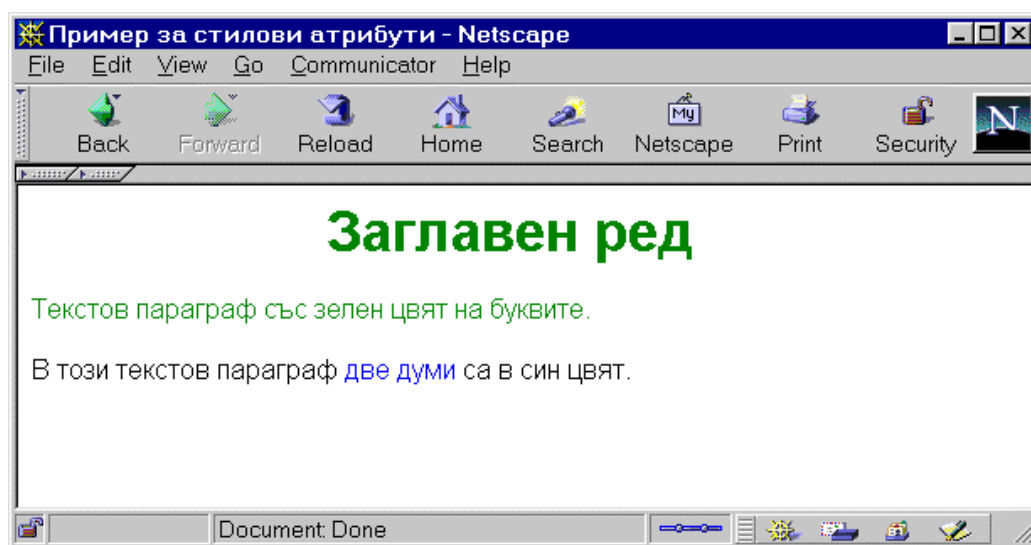 Пример за стилови атрибути - Netscape
File Edit View Go Communicator Help
My
Back Forward Reload Home Search Netscape Print Security
N
Заглавен ред
Текстов параграф със зелен цвят на буквите.
В този текстов параграф две думи са в син цвят.
Document: Done